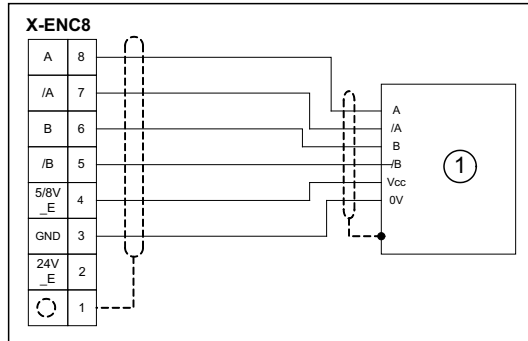 X-ENC8
A 8
/A 7
B 6
/B 5
5/8V
_E 4
GND 3
24V
_E 2
1
A
/A
B
/B
Vcc
0V
1